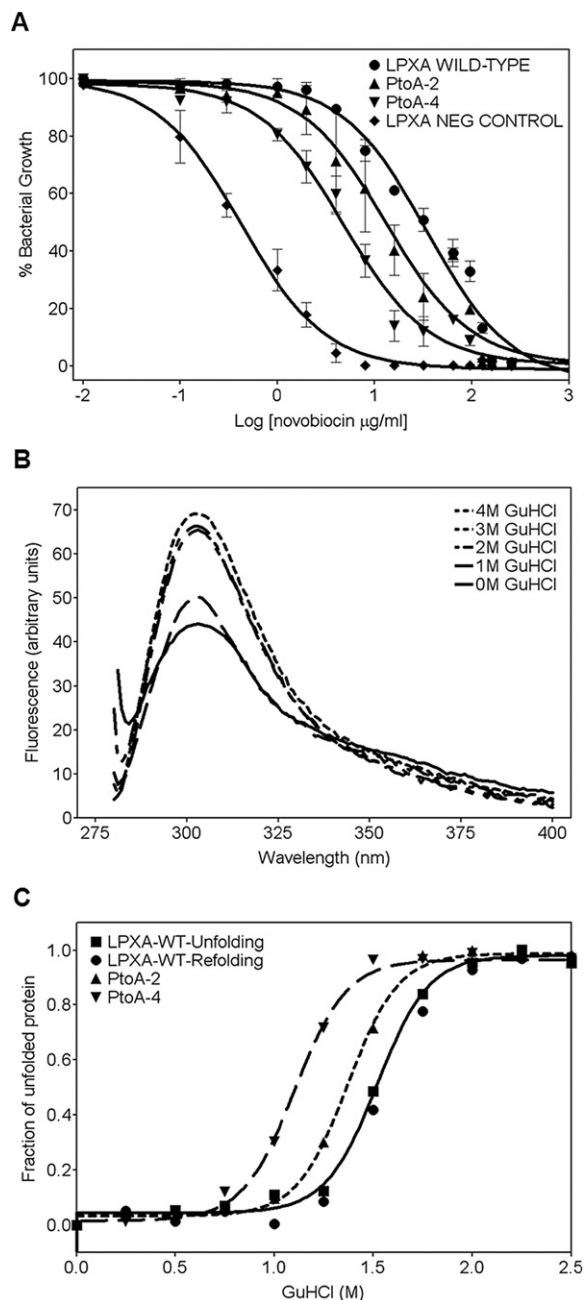 A
LPXA WILD-TYPE
PtoA-2
PtoA-4
LPXA NEG CONTROL
% Bacterial Growth
100
80
60
40
20
0
-2 -1 0 1 2 3
Log [novobiocin µg/ml]
B
4M GuHCl
3M GuHCl
2M GuHCl
1M GuHCl
0M GuHCl
Fluorescence (arbitrary units)
70
60
50
40
30
20
10
0
275 300 325 350 375 400
Wavelength (nm)
C
LPXA-WT-Unfolding
LPXA-WT-Refolding
PtoA-2
PtoA-4
Fraction of unfolded protein
1.0
0.8
0.6
0.4
0.2
0.0
0.0 0.5 1.0 1.5 2.0 2.5
GuHCl (M)